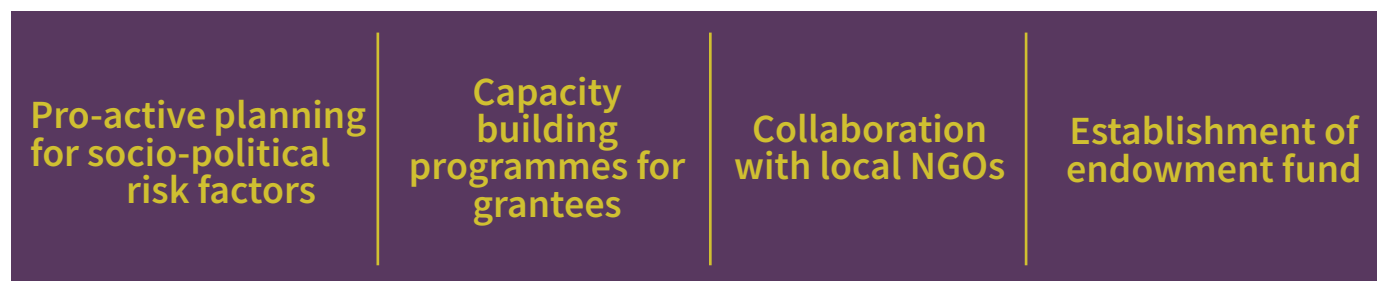 Pro-active planning
for socio-political
risk factors
Capacity
building
programmes for
grantees
Collaboration
with local NGOs
Establishment of
endowment fund